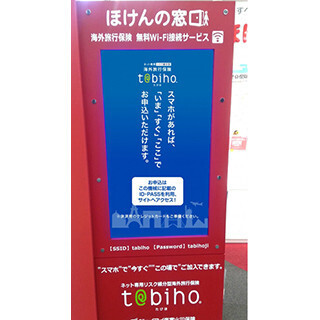 ほけんの窓口
海外旅行保険 無料Wi-Fi接続サービス
海外旅行保険
t@biho.
スマホがあれば、
「いま」「すぐ」「ここ」で
お申込いただけます。
お申込は
この機械に記載の
ID・PASSを利用、
サイトへアクセス!
【SSID】tabiho 【Password】tabihoji
"スマホ"で"今すぐ""この場で"ご加入できます。
ネット専用リスク細分型海外旅行保険
t@biho.
たびほ